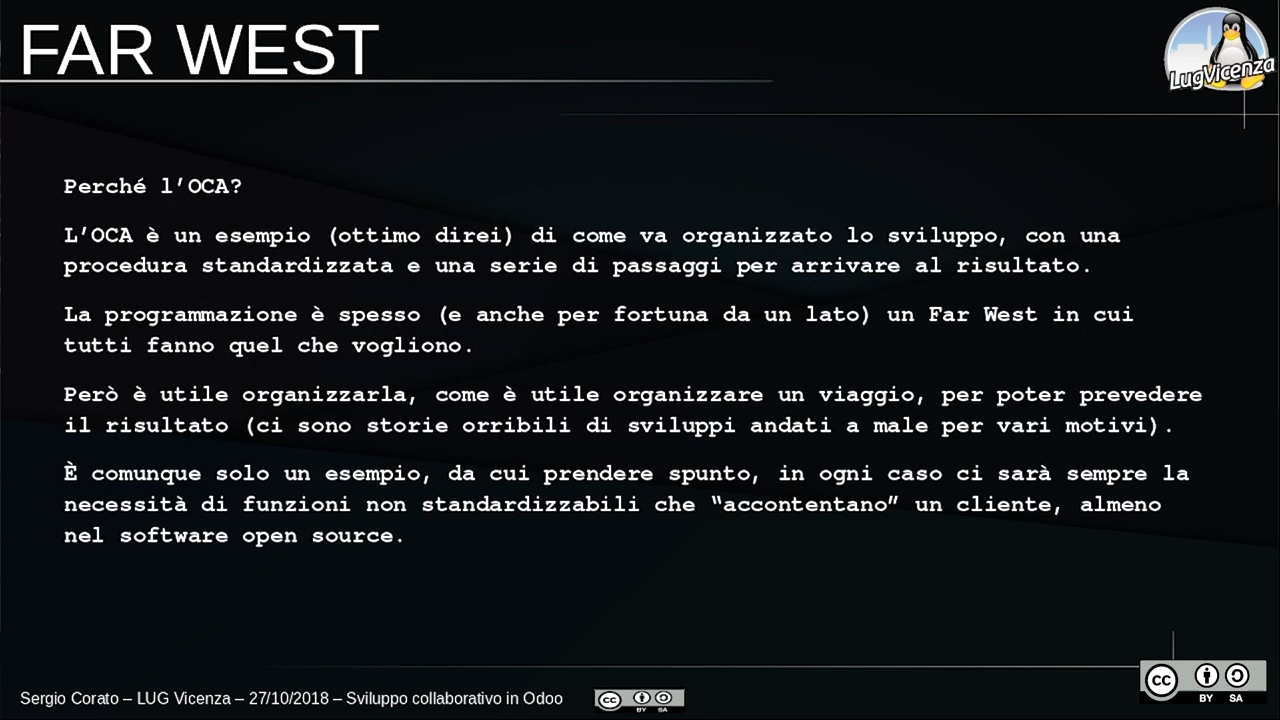 FAR WEST
LugVicenza
Perché l’OCA?
L’OCA è un esempio (ottimo direi) di come va organizzato lo sviluppo, con una
procedura standardizzata e una serie di passaggi per arrivare al risultato.
La programmazione è spesso (e anche per fortuna da un lato) un Far West in cui
tutti fanno quel che vogliono.
Però è utile organizzarla, come è utile organizzare un viaggio, per poter prevedere
il risultato (ci sono storie orribili di sviluppi andati a male per vari motivi).
È comunque solo un esempio, da cui prendere spunto, in ogni caso ci sarà sempre la
necessità di funzioni non standardizzabili che “accontentano” un cliente, almeno
nel software open source.
Sergio Corato – LUG Vicenza – 27/10/2018 – Sviluppo collaborativo in Odoo
cc BY SA
cc BY SA